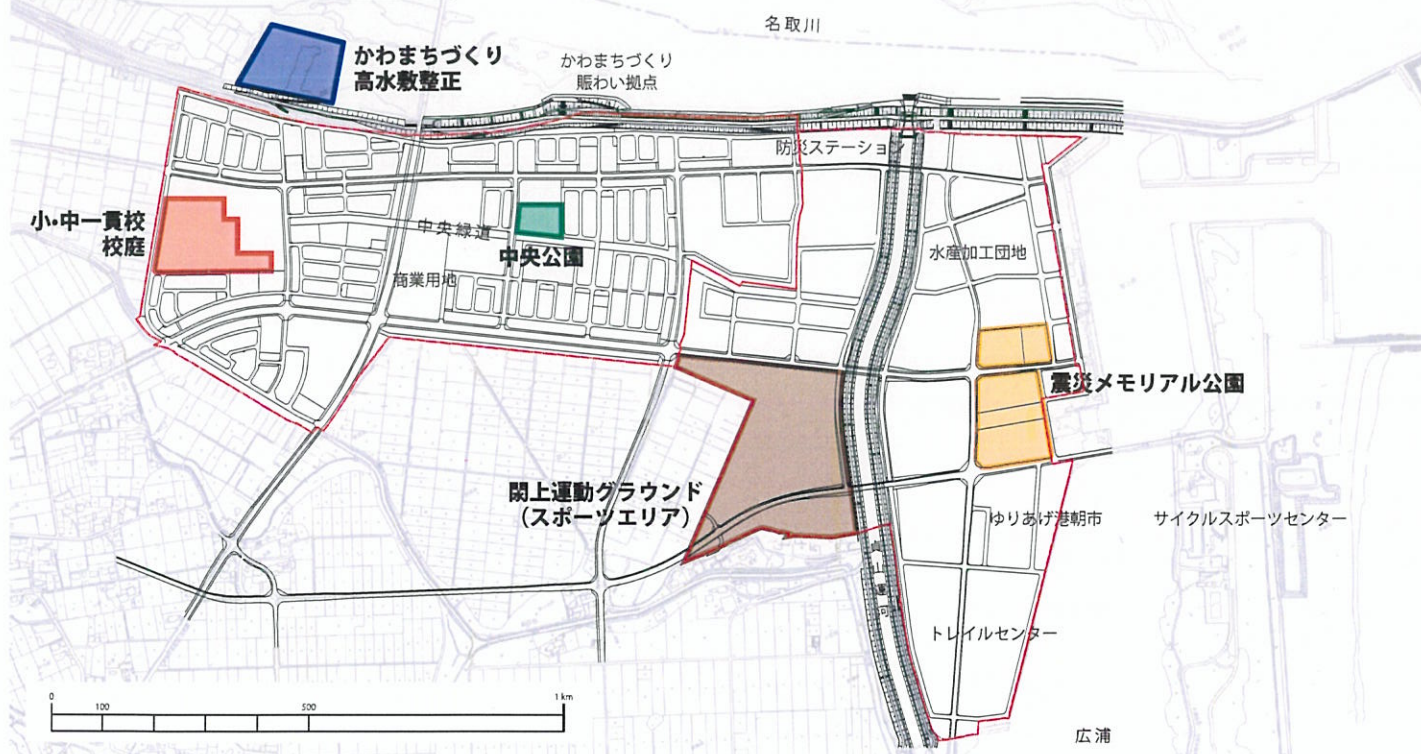 名取川
かわまちづくり
高水敷整正
かわまちづくり
賑わい拠点
防災ステーション
小・中一貫校
校庭
中央緑道
中央公園
商業用地
水産加工団地
震災メモリアル公園
閖上運動グラウンド
(スポーツエリア)
ゆりあげ港朝市
サイクルスポーツセンター
トレイルセンター
広浦
0
100
500
1 km